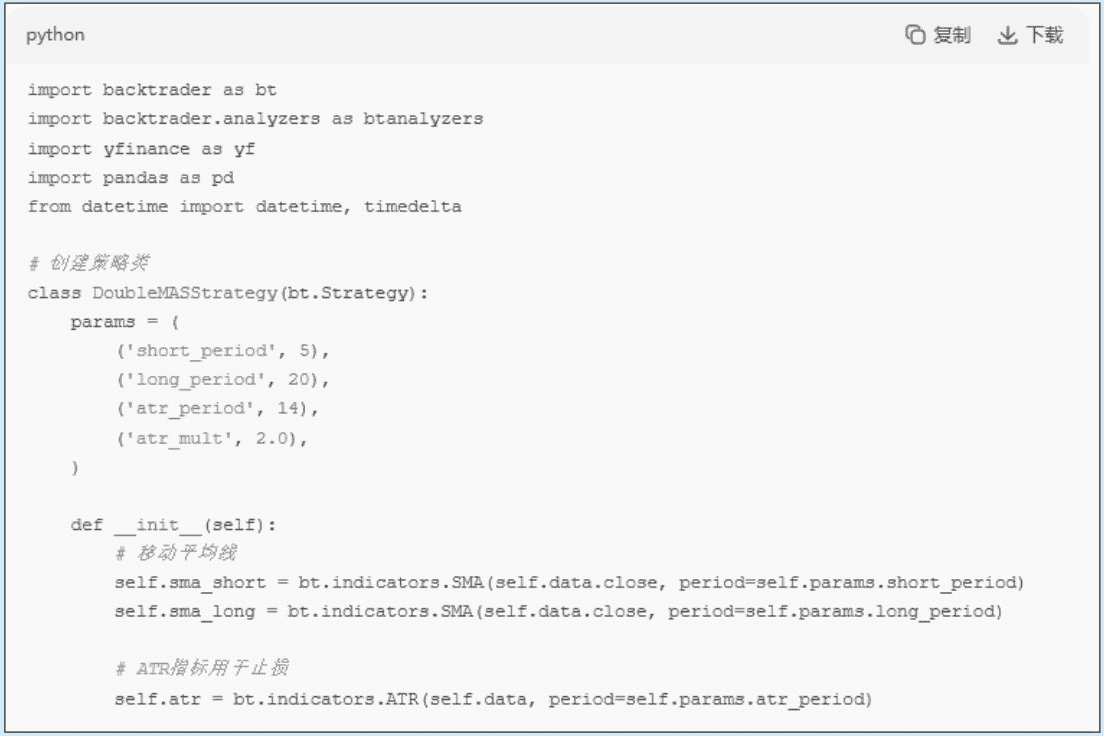 python
复制
下载
import backtrader as bt
import backtrader.analyzers as btanalyzers
import yfinance as yf
import pandas as pd
from datetime import datetime, timedelta
# 创建策略类
class DoubleMASStrategy(bt.Strategy):
params = (
('short_period', 5),
('long_period', 20),
('atr_period', 14),
('atr_mult', 2.0),
)
def __init__(self):
# 移动平均线
self.sma_short = bt.indicators.SMA(self.data.close, period=self.params.short_period)
self.sma_long = bt.indicators.SMA(self.data.close, period=self.params.long_period)
# ATR指标用于止损
self.atr = bt.indicators.ATR(self.data, period=self.params.atr_period)